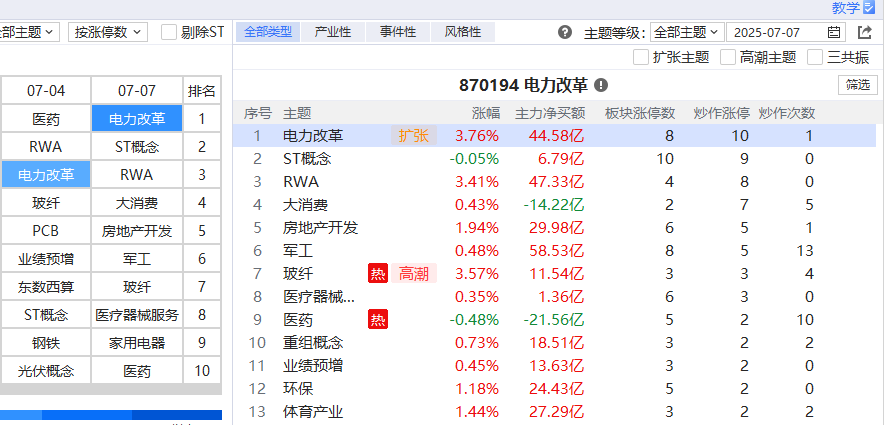 教学
全部主题 按涨停数 剔除ST 全部类型 产业性 事件性 风格性 主题等级： 全部主题 2025-07-07
扩张主题 高潮主题 三共振
870194 电力改革 筛选
07-04 07-07 排名
医药 电力改革 1
RWA ST概念 2
电力改革 RWA 3
玻纤 大消费 4
PCB 房地产开发 5
业绩预增 军工 6
东数西算 玻纤 7
ST概念 医疗器械服务 8
钢铁 家用电器 9
光伏概念 医药 10
序号 主题 涨幅 主力净买额 板块涨停数 炒作涨停 炒作次数
1 电力改革 扩张 3.76% 44.58亿 8 10 1
2 ST概念 -0.05% 6.79亿 10 9 0
3 RWA 3.41% 47.33亿 4 8 0
4 大消费 0.43% -14.22亿 2 7 5
5 房地产开发 1.94% 29.98亿 6 5 1
6 军工 0.48% 58.53亿 8 5 13
7 玻纤 热 高潮 3.57% 11.54亿 3 3 4
8 医疗器械... 0.35% 1.36亿 6 3 0
9 医药 热 -0.48% -21.56亿 5 2 10
10 重组概念 0.73% 18.51亿 3 2 2
11 业绩预增 0.45% 13.63亿 3 2 0
12 环保 1.18% 24.43亿 5 2 0
13 体育产业 1.44% 27.29亿 3 2 2